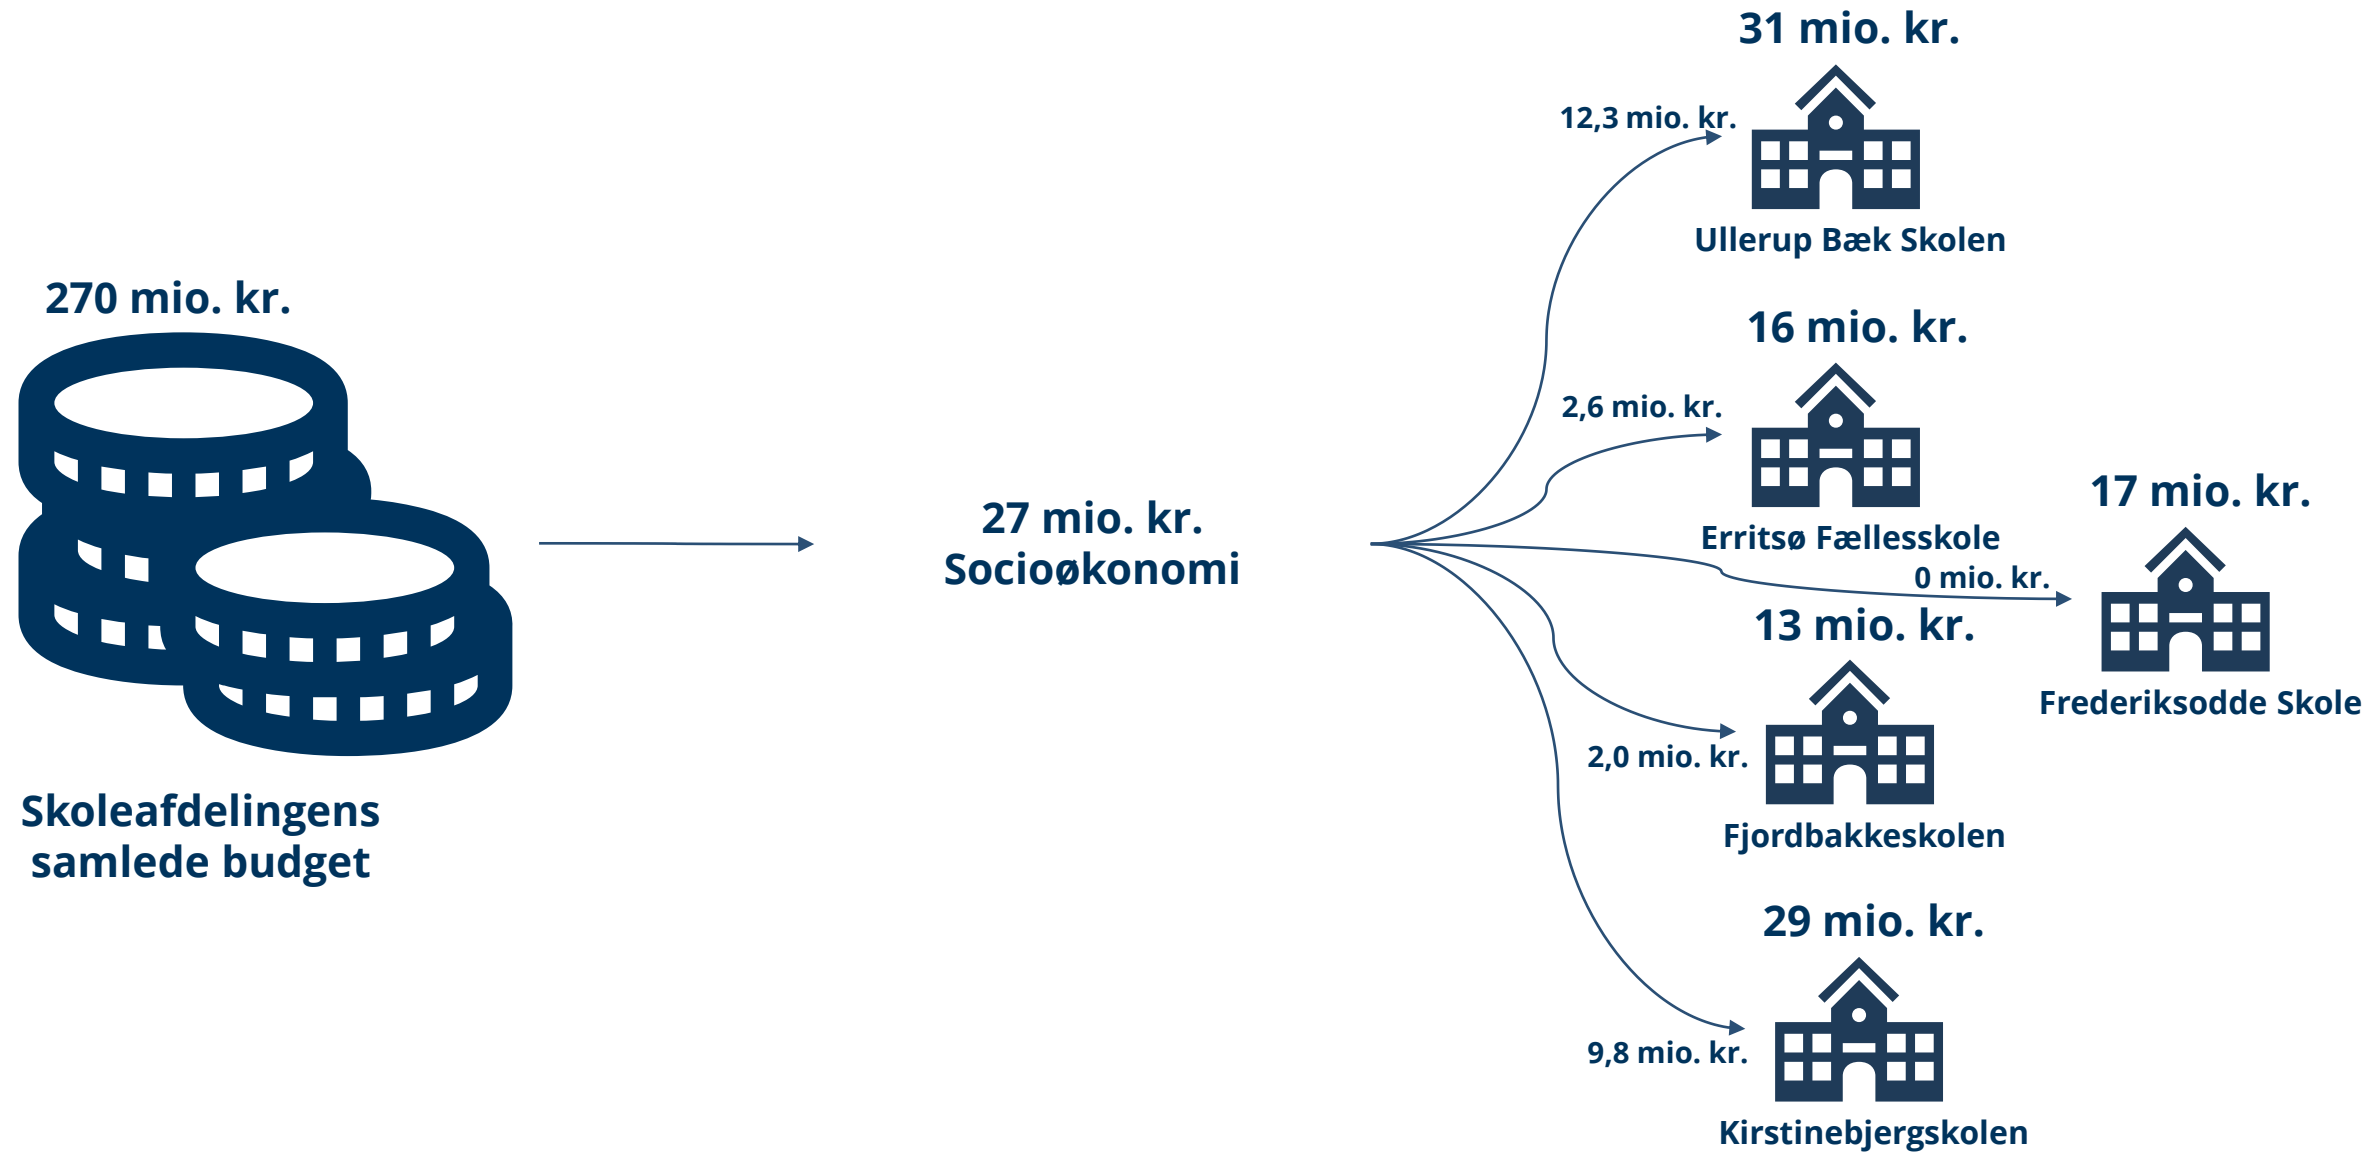 270 mio. kr.
Skoleafdelingens
samlede budget
27 mio. kr.
Socioøkonomi
31 mio. kr.
12,3 mio. kr.
Ullerup Bæk Skolen
16 mio. kr.
2,6 mio. kr.
Erritsø Fællesskole
17 mio. kr.
0 mio. kr.
Frederiksodde Skole
13 mio. kr.
2,0 mio. kr.
Fjordbakkeskolen
29 mio. kr.
9,8 mio. kr.
Kirstinebjergskolen